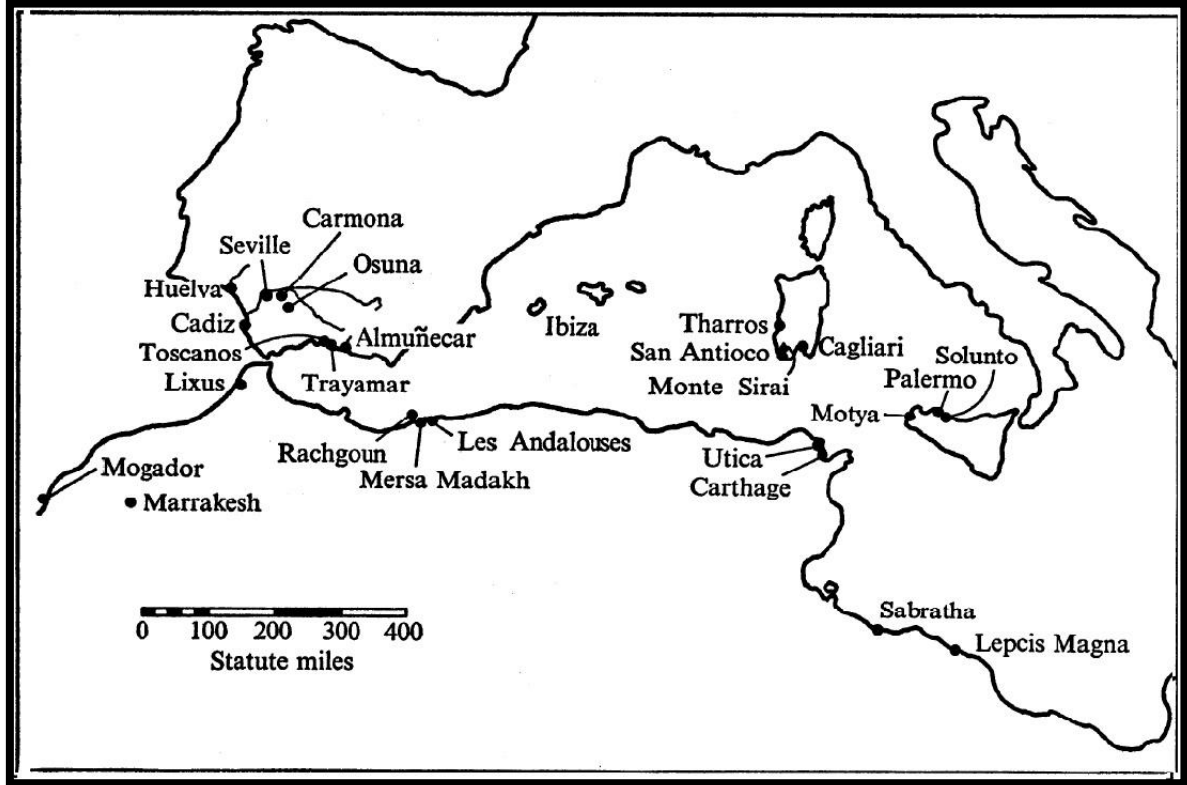 Carmona
Seville
Osuna
Huelva
Cadiz
Toscanos
Almuñecar
Lixus
Trayamar
Ibiza
Tharros
San Antioco
Cagliari
Monte Sirai
Solunto
Palermo
Motya
Rachgoun
Les Andalouses
Mersa Madakh
Utica
Carthage
Mogador
Marrakesh
0 100 200 300 400
Statute miles
Sabratha
Lepcis Magna